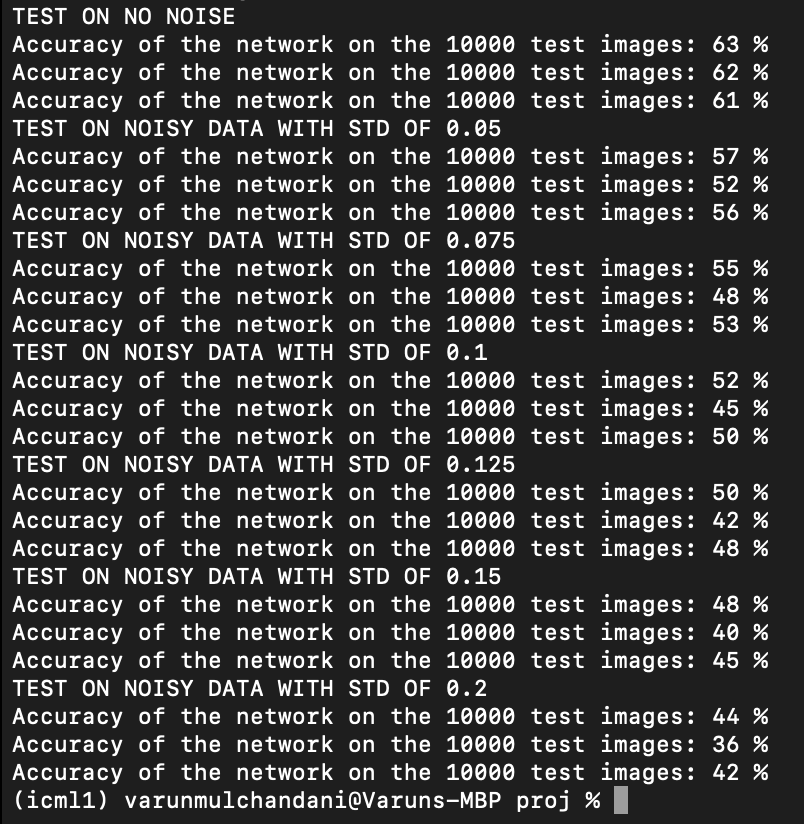 TEST ON NO NOISE
Accuracy of the network on the 10000 test images: 63 %
Accuracy of the network on the 10000 test images: 62 %
Accuracy of the network on the 10000 test images: 61 %
TEST ON NOISY DATA WITH STD OF 0.05
Accuracy of the network on the 10000 test images: 57 %
Accuracy of the network on the 10000 test images: 52 %
Accuracy of the network on the 10000 test images: 56 %
TEST ON NOISY DATA WITH STD OF 0.075
Accuracy of the network on the 10000 test images: 55 %
Accuracy of the network on the 10000 test images: 48 %
Accuracy of the network on the 10000 test images: 53 %
TEST ON NOISY DATA WITH STD OF 0.1
Accuracy of the network on the 10000 test images: 52 %
Accuracy of the network on the 10000 test images: 45 %
Accuracy of the network on the 10000 test images: 50 %
TEST ON NOISY DATA WITH STD OF 0.125
Accuracy of the network on the 10000 test images: 50 %
Accuracy of the network on the 10000 test images: 42 %
Accuracy of the network on the 10000 test images: 48 %
TEST ON NOISY DATA WITH STD OF 0.15
Accuracy of the network on the 10000 test images: 48 %
Accuracy of the network on the 10000 test images: 40 %
Accuracy of the network on the 10000 test images: 45 %
TEST ON NOISY DATA WITH STD OF 0.2
Accuracy of the network on the 10000 test images: 44 %
Accuracy of the network on the 10000 test images: 36 %
Accuracy of the network on the 10000 test images: 42 %
(icml1) varunmulchandani@Varuns-MBP proj %